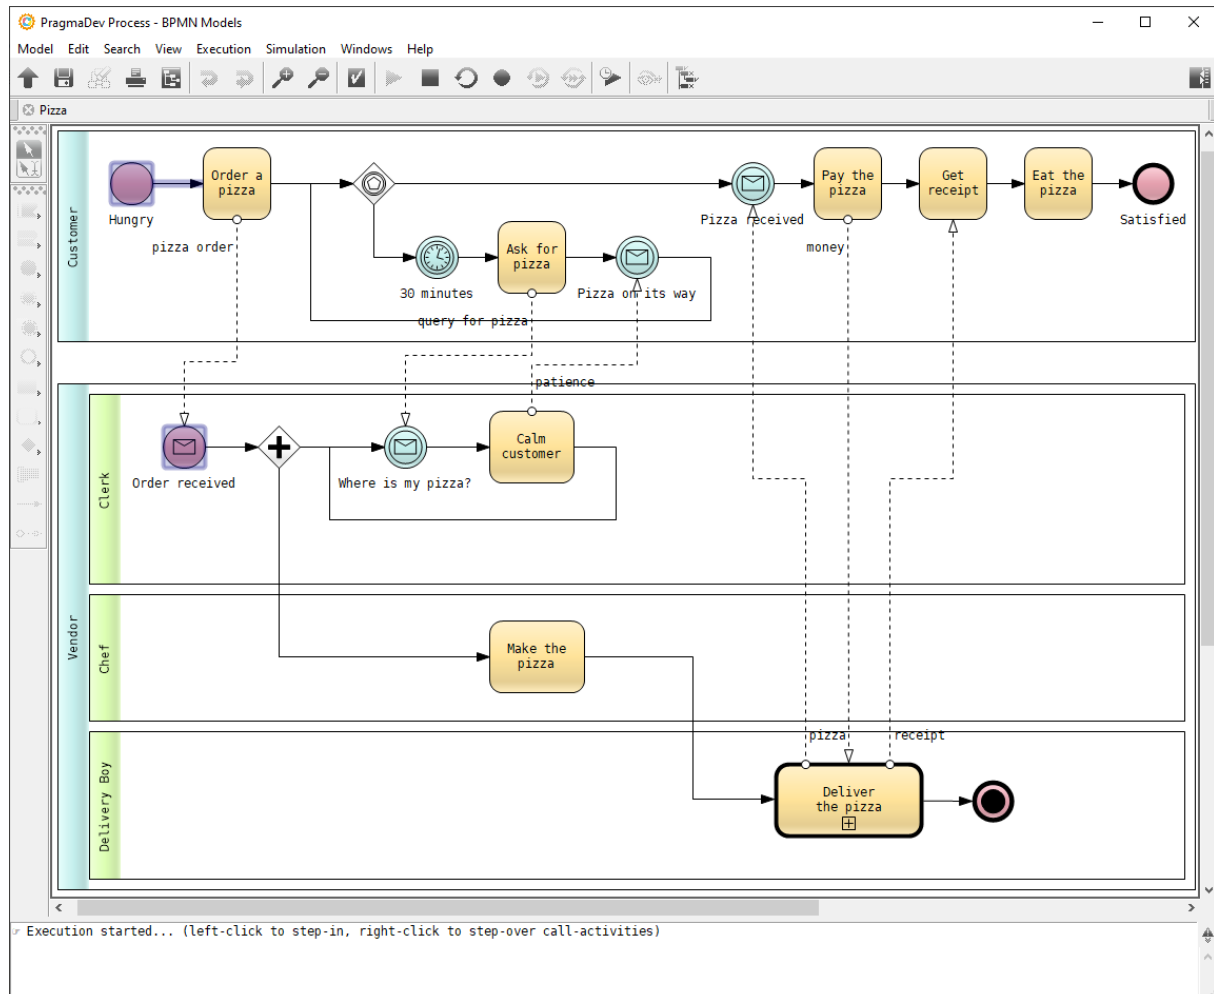 PragmaDev Process - BPMN Models
Model Edit Search View Execution Simulation Windows Help
Pizza
Customer
Hungry
Order a
pizza
pizza order
30 minutes
Ask for
pizza
query for pizza
Pizza on its way
patience
Pizza received
Pay the
pizza
money
Get
receipt
Eat the
pizza
Satisfied
Vendor
Clerk
Order received
Where is my pizza?
Calm
customer
Chef
Make the
pizza
Delivery Boy
pizza
receipt
Deliver
the pizza
Execution started... (left-click to step-in, right-click to step-over call-activities)